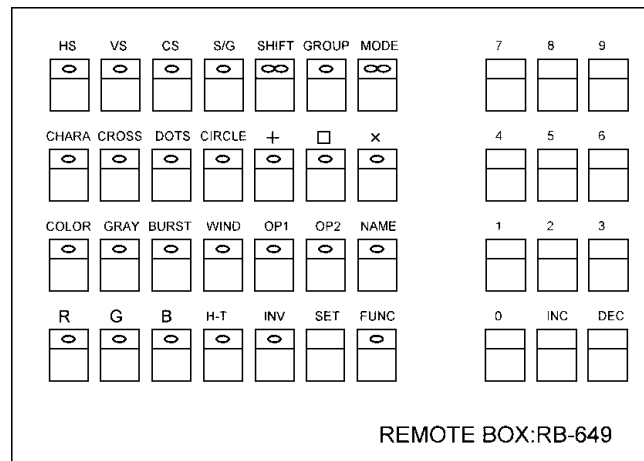 HS VS CS S/G SHIFT GROUP MODE 7 8 9
CHARA CROSS DOTS CIRCLE + □ × 4 5 6
COLOR GRAY BURST WIND OP1 OP2 NAME 1 2 3
R G B H-T INV SET FUNC 0 INC DEC
REMOTE BOX:RB-649